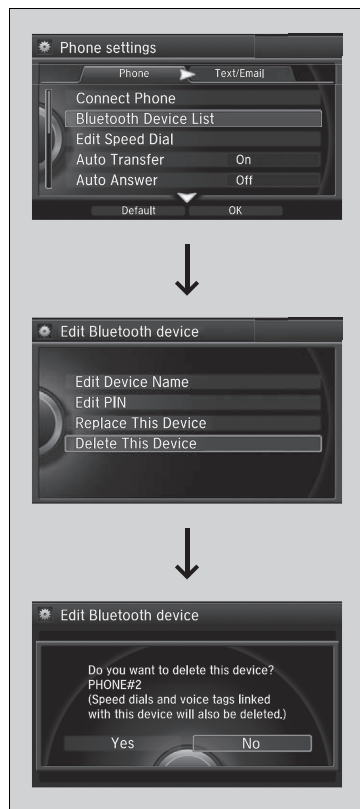 Phone settings
Phone Text/Email
Connect Phone
Bluetooth Device List
Edit Speed Dial
Auto Transfer On
Auto Answer Off
Default OK
Edit Bluetooth device
Edit Device Name
Edit PIN
Replace This Device
Delete This Device
Edit Bluetooth device
Do you want to delete this device?
PHONE#2
(Speed dials and voice tags linked
with this device will also be deleted.)
Yes No